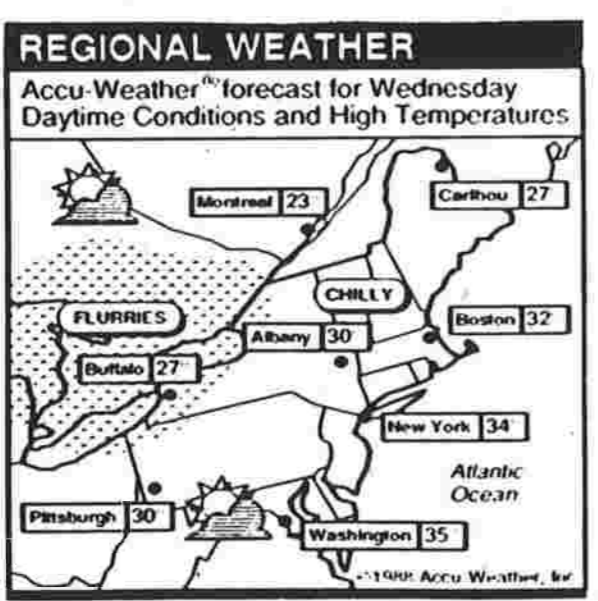 REGIONAL WEATHER
Accu-Weather® forecast for Wednesday
Daytime Conditions and High Temperatures
Montreal 23°
Caribou 27°
CHILLY
FLURRIES
Boston 32°
Albany 30°
Buffalo 27°
New York 34°
Atlantic
Ocean
Pittsburgh 30°
Washington 35°
©1988 Accu-Weather, Inc.